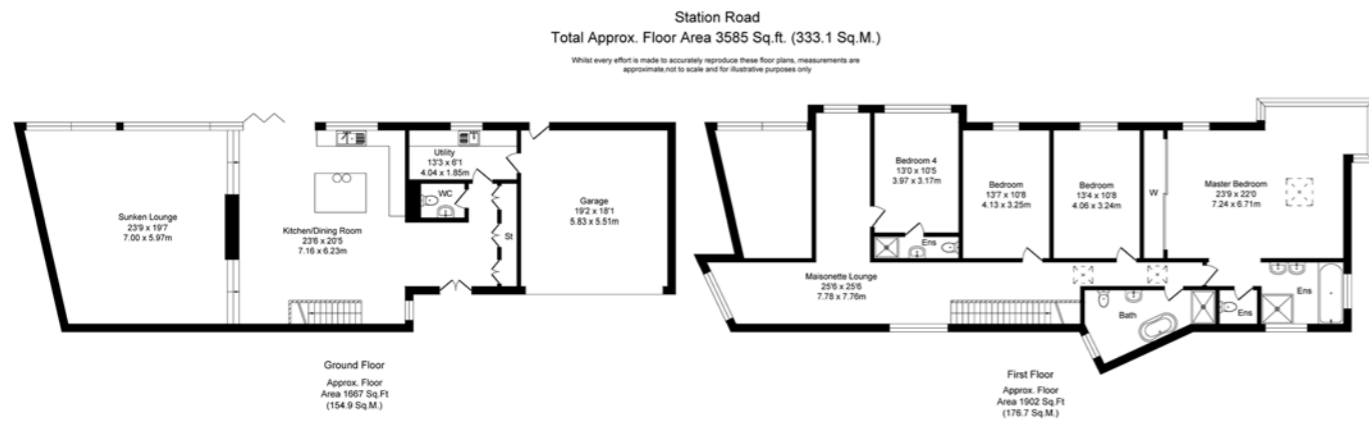 Station Road
Total Approx. Floor Area 3585 Sq.ft. (333.1 Sq.M.)
Whilst every effort is made to accurately reproduce these floor plans, measurements are
approximate,not to scale and for illustrative purposes only
Sunken Lounge
23'9 x 19'7
7.00 x 5.97m
Kitchen/Dining Room
23'6 x 20'5
7.16 x 6.23m
Utility
13'3 x 6'1
4.04 x 1.85m
WC
St
Garage
19'2 x 18'1
5.83 x 5.51m
Ground Floor
Approx. Floor
Area 1667 Sq.Ft
(154.9 Sq.M.)
Maisonette Lounge
25'6 x 25'6
7.78 x 7.76m
Bedroom 4
13'0 x 10'5
3.97 x 3.17m
Ens
Bedroom
13'7 x 10'8
4.13 x 3.25m
Bedroom
13'4 x 10'8
4.06 x 3.24m
W
Master Bedroom
23'9 x 22'0
7.24 x 6.71m
Bath
Ens
Ens
First Floor
Approx. Floor
Area 1902 Sq.Ft
(176.7 Sq.M.)